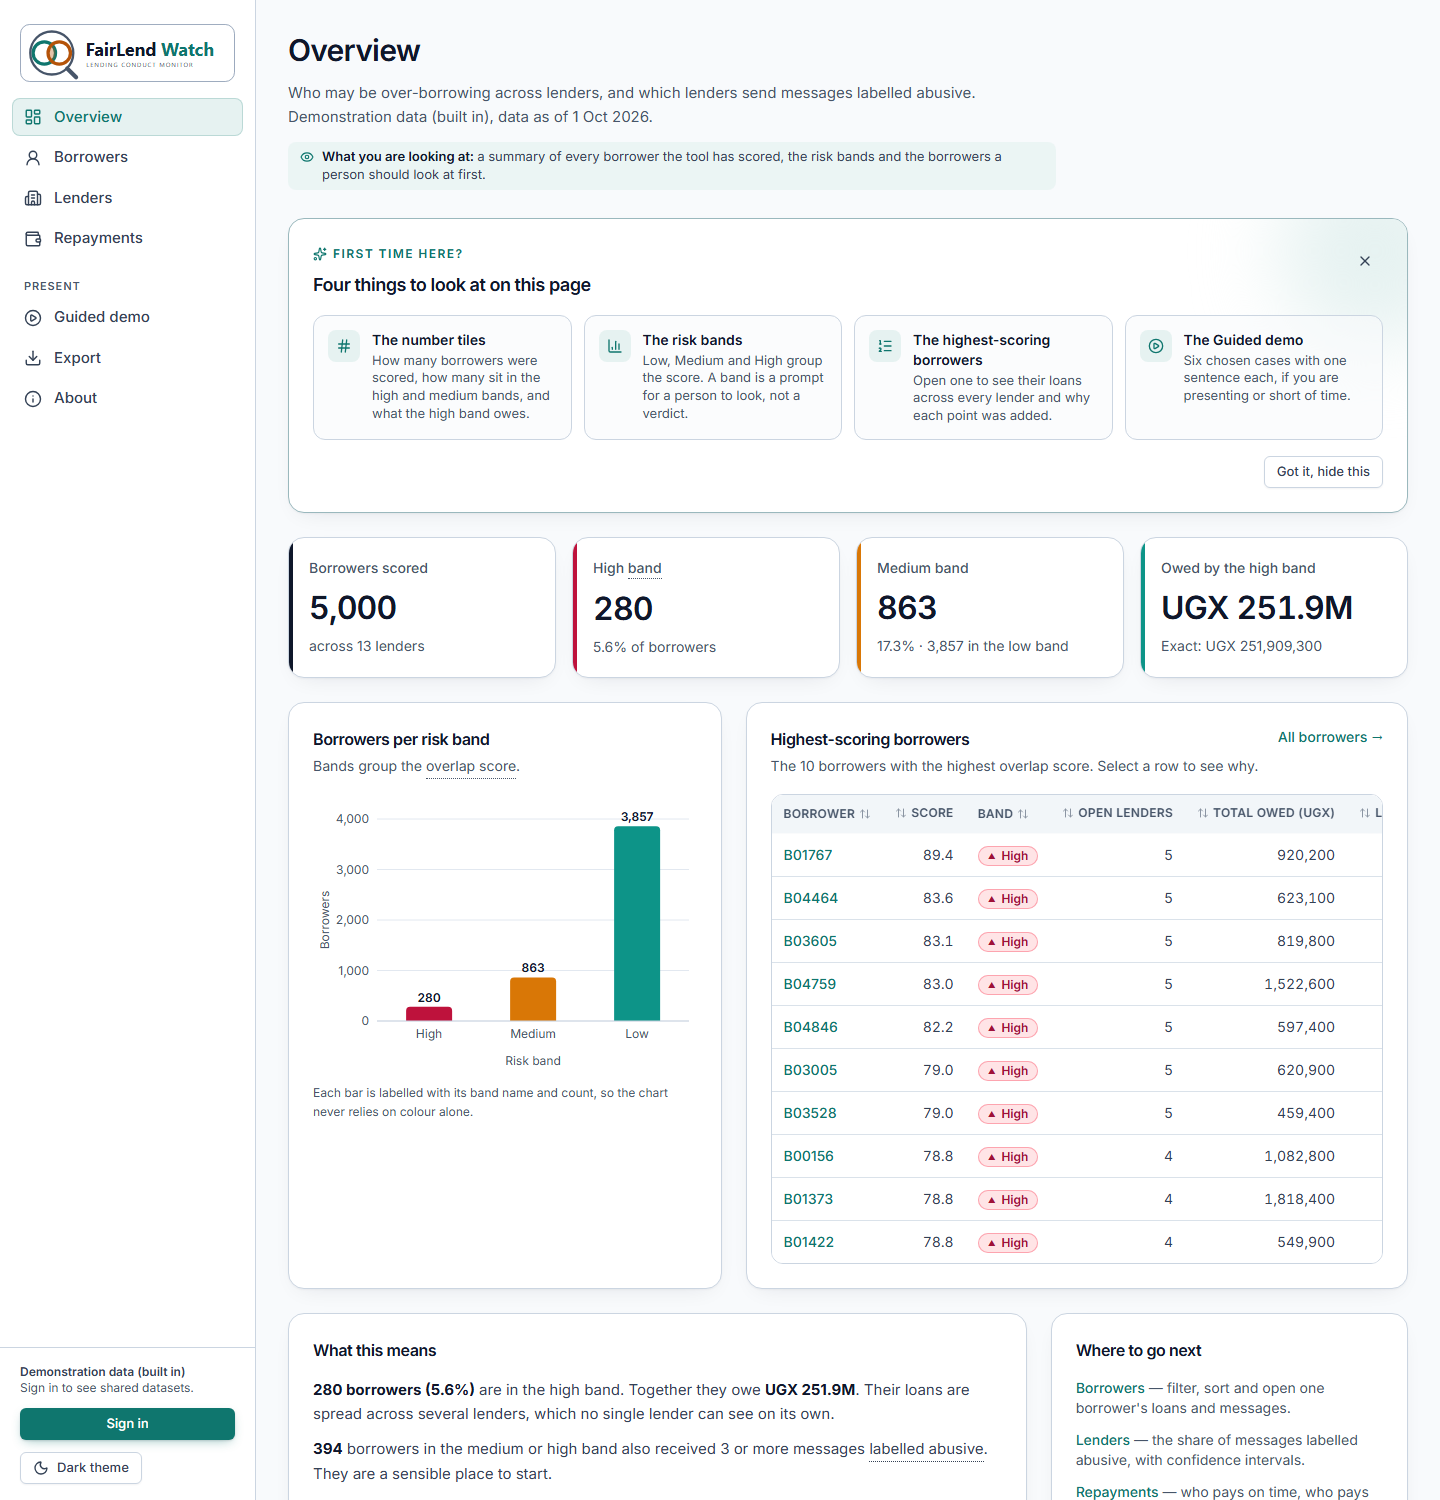 FairLend Watch
LENDING CONDUCT MONITOR
Overview
Borrowers
Lenders
Repayments
PRESENT
Guided demo
Export
About
Demonstration data (built in)
Sign in to see shared datasets.
Sign in
Dark theme
Overview
Who may be over-borrowing across lenders, and which lenders send messages labelled abusive.
Demonstration data (built in), data as of 1 Oct 2026.
What you are looking at: a summary of every borrower the tool has scored, the risk bands and the borrowers a
person should look at first.
FIRST TIME HERE?
Four things to look at on this page
The number tiles
How many borrowers were
scored, how many sit in the
high and medium bands, and
what the high band owes.
The risk bands
Low, Medium and High group
the score. A band is a prompt
for a person to look, not a
verdict.
The highest-scoring
borrowers
Open one to see their loans
across every lender and why
each point was added.
The Guided demo
Six chosen cases with one
sentence each, if you are
presenting or short of time.
Got it, hide this
Borrowers scored
5,000
across 13 lenders
High band
280
5.6% of borrowers
Medium band
863
17.3% · 3,857 in the low band
Owed by the high band
UGX 251.9M
Exact: UGX 251,909,300
Borrowers per risk band
Bands group the overlap score.
Borrowers
4,000
3,000
2,000
1,000
0
280
863
3,857
High Medium Low
Risk band
Each bar is labelled with its band name and count, so the chart
never relies on colour alone.
Highest-scoring borrowers
All borrowers →
The 10 borrowers with the highest overlap score. Select a row to see why.
BORROWER SCORE BAND OPEN LENDERS TOTAL OWED (UGX) L
B01767 89.4 High 5 920,200
B04464 83.6 High 5 623,100
B03605 83.1 High 5 819,800
B04759 83.0 High 5 1,522,600
B04846 82.2 High 5 597,400
B03005 79.0 High 5 620,900
B03528 79.0 High 5 459,400
B00156 78.8 High 4 1,082,800
B01373 78.8 High 4 1,818,400
B01422 78.8 High 4 549,900
What this means
280 borrowers (5.6%) are in the high band. Together they owe UGX 251.9M. Their loans are
spread across several lenders, which no single lender can see on its own.
394 borrowers in the medium or high band also received 3 or more messages labelled abusive.
They are a sensible place to start.
Where to go next
Borrowers — filter, sort and open one
borrower's loans and messages.
Lenders — the share of messages labelled
abusive, with confidence intervals.
Repayments — who pays on time, who pays